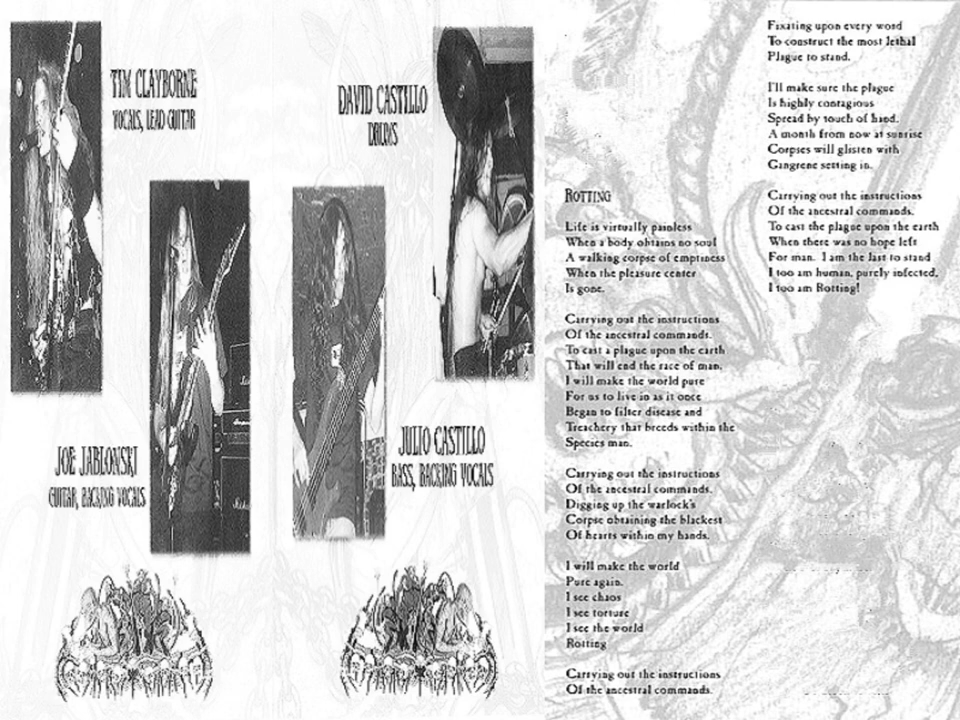 TIM CLAYBORNE
VOCALS, LEAD GUITAR
DAVID CASTILLO
DRUMS
JOE JABLONSKI
GUITAR, BACKING VOCALS
JULIO CASTILLO
BASS, BACKING VOCALS
ROTTING
Life is virtually painless
When a body obtains no soul
A walking corpse of emptiness
When the pleasure center
Is gone.
Carrying out the instructions
Of the ancestral commands.
To cast a plague upon the earth
That will end the race of man.
I will make the world pure
For us to live in as it once
Began to filter disease and
Treachery that breeds within the
Species man.
Carrying out the instructions
Of the ancestral commands.
Digging up the warlock's
Corpse obtaining the blackest
Of hearts within my hands.
I will make the world
Pure again.
I see chaos
I see torture
I see the world
Rotting
Carrying out the instructions
Of the ancestral commands.
Fixating upon every word
To construct the most lethal
Plague to stand.
I'll make sure the plague
Is highly contagious
Spread by touch of hand.
A month from now at sunrise
Corpses will glisten with
Gangrene setting in.
Carrying out the instructions
Of the ancestral commands.
To cast the plague upon the earth
When there was no hope left
For man. I am the last to stand
I too am human, purely infected,
I too am Rotting!